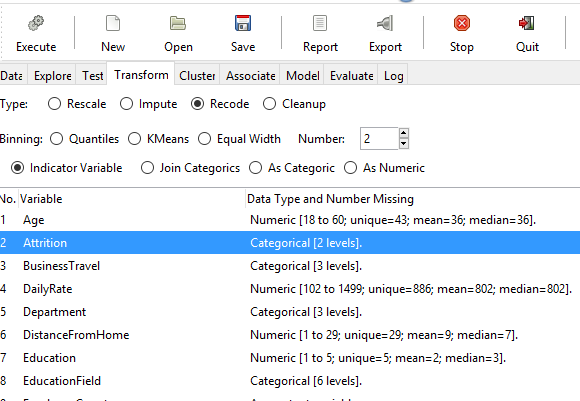 Execute New Open Save Report Export Stop Quit
Data Explore Test Transform Cluster Associate Model Evaluate Log
Type: Rescale Impute Recode Cleanup
Binning: Quantiles KMeans Equal Width Number: 2
Indicator Variable Join Categorics As Categoric As Numeric
No. Variable Data Type and Number Missing
1 Age Numeric [18 to 60; unique=43; mean=36; median=36].
2 Attrition Categorical [2 levels].
3 BusinessTravel Categorical [3 levels].
4 DailyRate Numeric [102 to 1499; unique=886; mean=802; median=802].
5 Department Categorical [3 levels].
6 DistanceFromHome Numeric [1 to 29; unique=29; mean=9; median=7].
7 Education Numeric [1 to 5; unique=5; mean=2; median=3].
8 EducationField Categorical [6 levels].